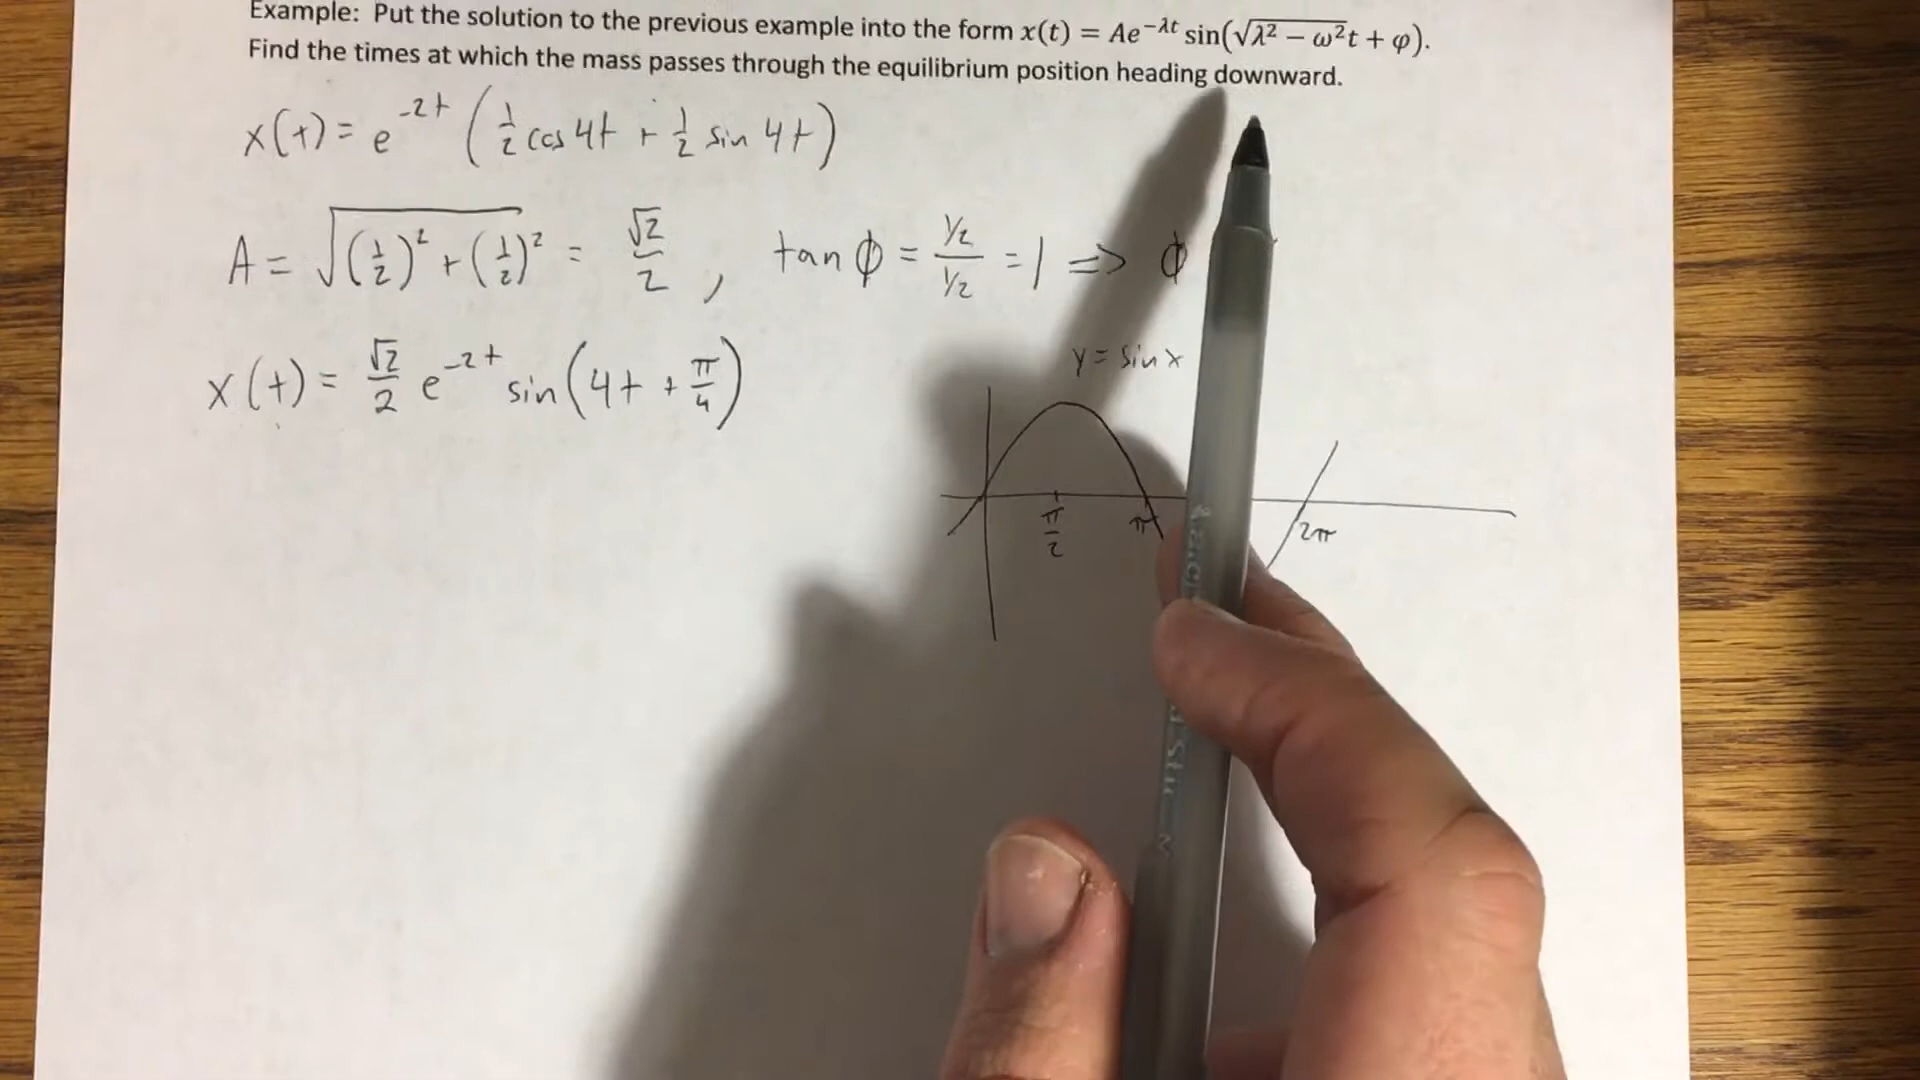 Example: Put the solution to the previous example into the form x(t) = Ae^{-λt} sin(√(λ² − ω²)t + φ).
Find the times at which the mass passes through the equilibrium position heading downward.
x(t) = e^{-2t} (1/2 cos 4t + 1/2 sin 4t)
A = √((1/2)² + (1/2)²) = √2/2 , tan ϕ = 1/2 / 1/2 = 1 => ϕ
y = sin x
x(t) = √2/2 e^{-2t} sin(4t + π/4)
π/2 π 2π